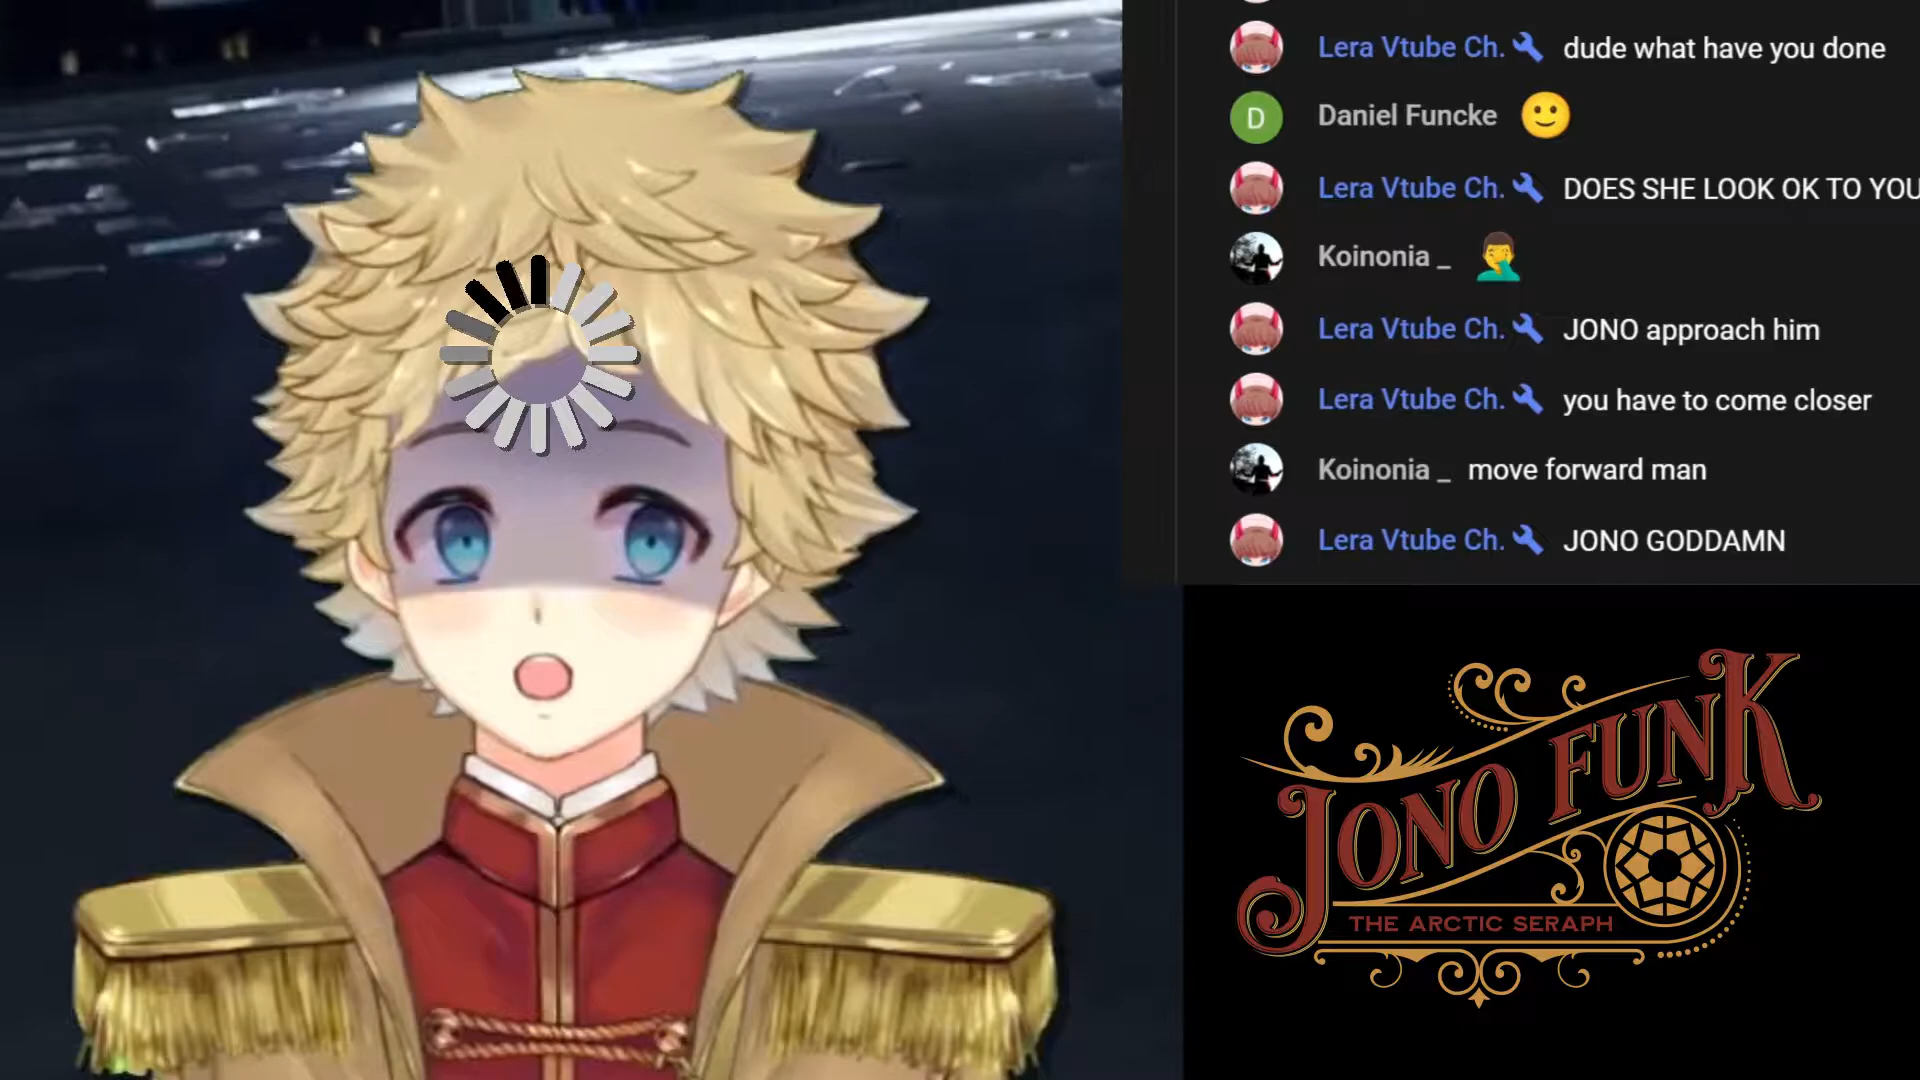 Lera Vtube Ch. dude what have you done
D Daniel Funcke 🙂
Lera Vtube Ch. DOES SHE LOOK OK TO YOU
Koinonia _ 🤦‍♂️
Lera Vtube Ch. JONO approach him
Lera Vtube Ch. you have to come closer
Koinonia _ move forward man
Lera Vtube Ch. JONO GODDAMN
JONO FUNK
THE ARCTIC SERAPH